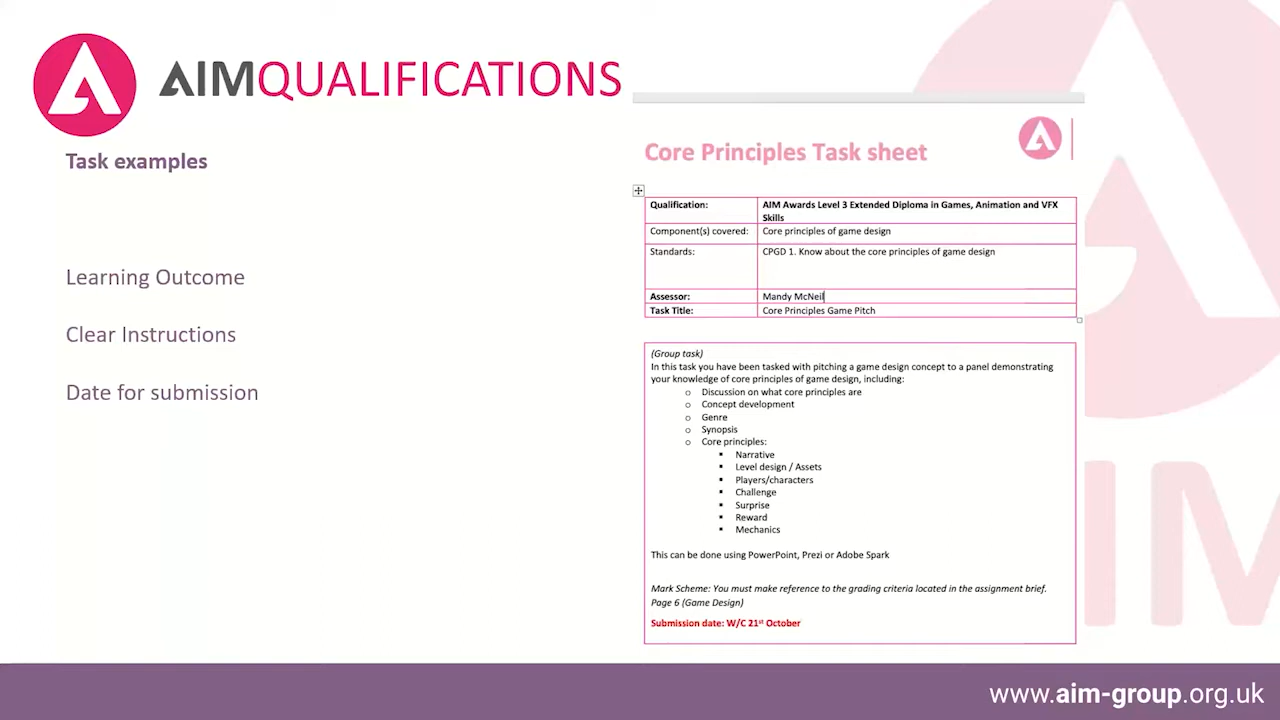 AIMQUALIFICATIONS
Task examples
Learning Outcome
Clear Instructions
Date for submission
Core Principles Task sheet
Qualification: AIM Awards Level 3 Extended Diploma in Games, Animation and VFX
Skills
Component(s) covered: Core principles of game design
Standards: CPGD 1. Know about the core principles of game design
Assessor: Mandy McNeil
Task Title: Core Principles Game Pitch
(Group task)
In this task you have been tasked with pitching a game design concept to a panel demonstrating
your knowledge of core principles of game design, including:
o Discussion on what core principles are
o Concept development
o Genre
o Synopsis
o Core principles:
▪ Narrative
▪ Level design / Assets
▪ Players/characters
▪ Challenge
▪ Surprise
▪ Reward
▪ Mechanics
This can be done using PowerPoint, Prezi or Adobe Spark
Mark Scheme: You must make reference to the grading criteria located in the assignment brief.
Page 6 (Game Design)
Submission date: W/C 21st October
AIM
www.aim-group.org.uk